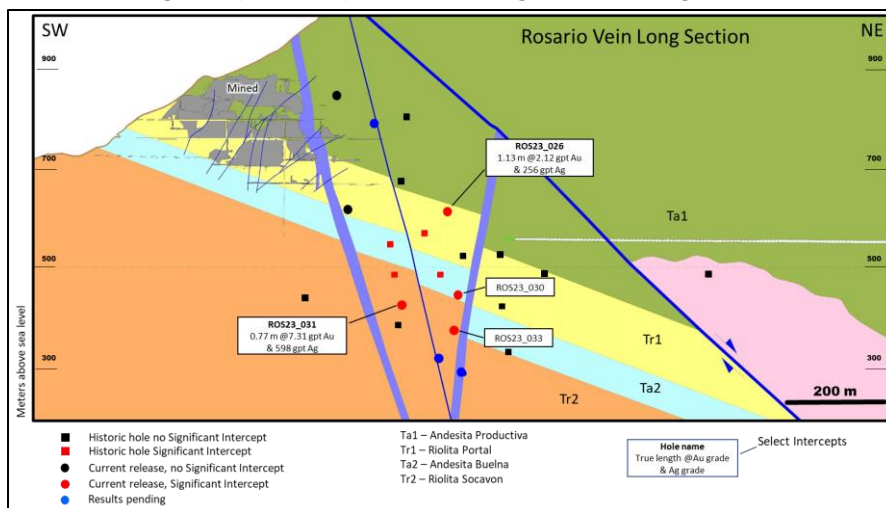 SW
Rosario Vein Long Section
NE
900
900
Mined
ROS23_026
1.13 m @2.12 gpt Au
& 256 gpt Ag
700
700
Ta1
500
500
ROS23_030
ROS23_031
0.77 m @7.31 gpt Au
& 598 gpt Ag
ROS23_033
Tr1
300
300
Ta2
200 m
Tr2
Meters above sea level
Historic hole no Significant Intercept
Historic hole Significant Intercept
Current release, no Significant Intercept
Current release, Significant Intercept
Results pending
Ta1 – Andesita Productiva
Tr1 – Riolita Portal
Ta2 – Andesita Buelna
Tr2 – Riolita Socavon
Hole name
True length @Au grade
& Ag grade
Select Intercepts